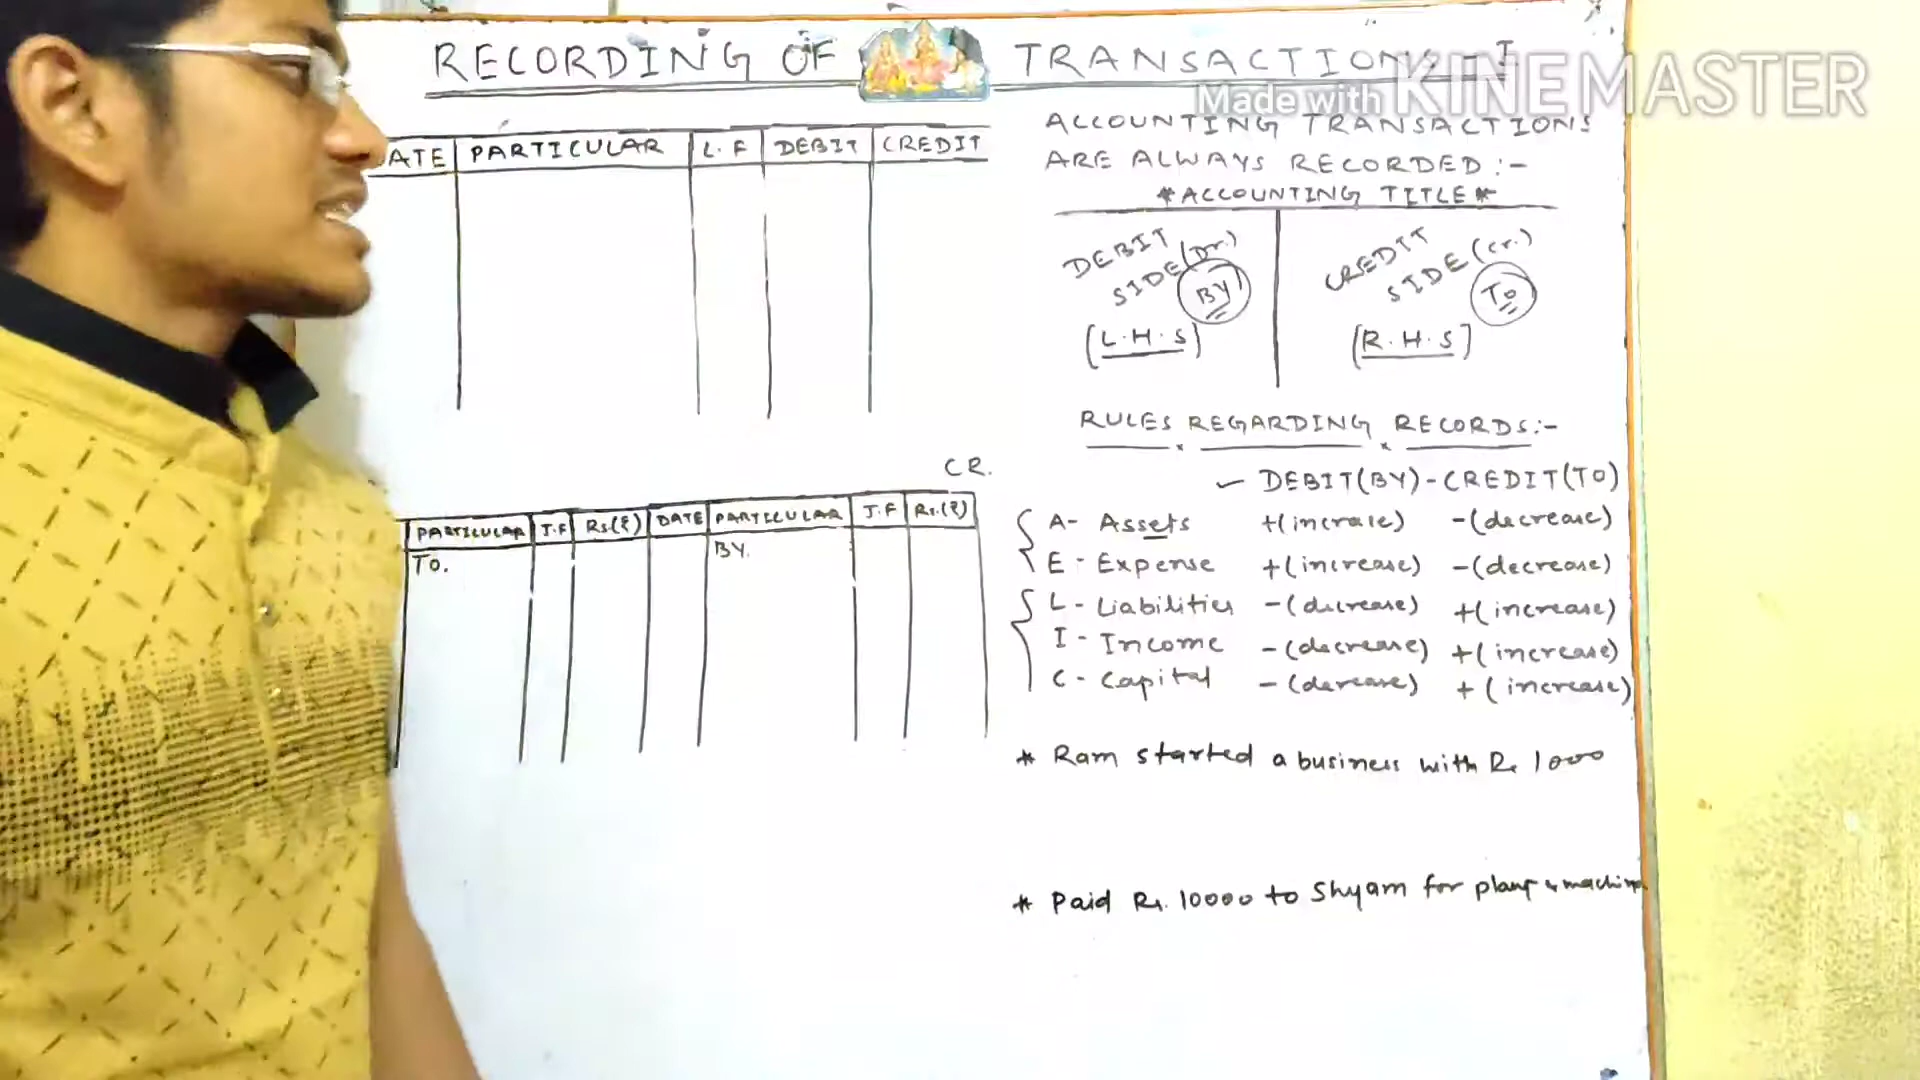 RECORDING OF TRANSACTIONS - I
Made with KINEMASTER
ATE PARTICULAR L.F DEBIT CREDIT
ACCOUNTING TRANSACTIONS
ARE ALWAYS RECORDED :-
*ACCOUNTING TITLE*
DEBIT
SIDE (Dr.)
BY
[L.H.S]
CREDIT
SIDE (Cr.)
To
[R.H.S]
RULES REGARDING RECORDS:-
DEBIT(BY)-CREDIT(TO)
A- Assets +(increase) -(decrease)
E- Expense +(increase) -(decrease)
L- Liabilities -(decrease) +(increase)
I- Income -(decrease) +(increase)
C- Capital -(decrease) +(increase)
CR.
PARTICULAR J.F Rs.(₹) DATE PARTICULAR J.F Rs.(₹)
TO. BY.
* Ram started a business with Rs 1000
* Paid Rs. 10000 to Shyam for plant & machine